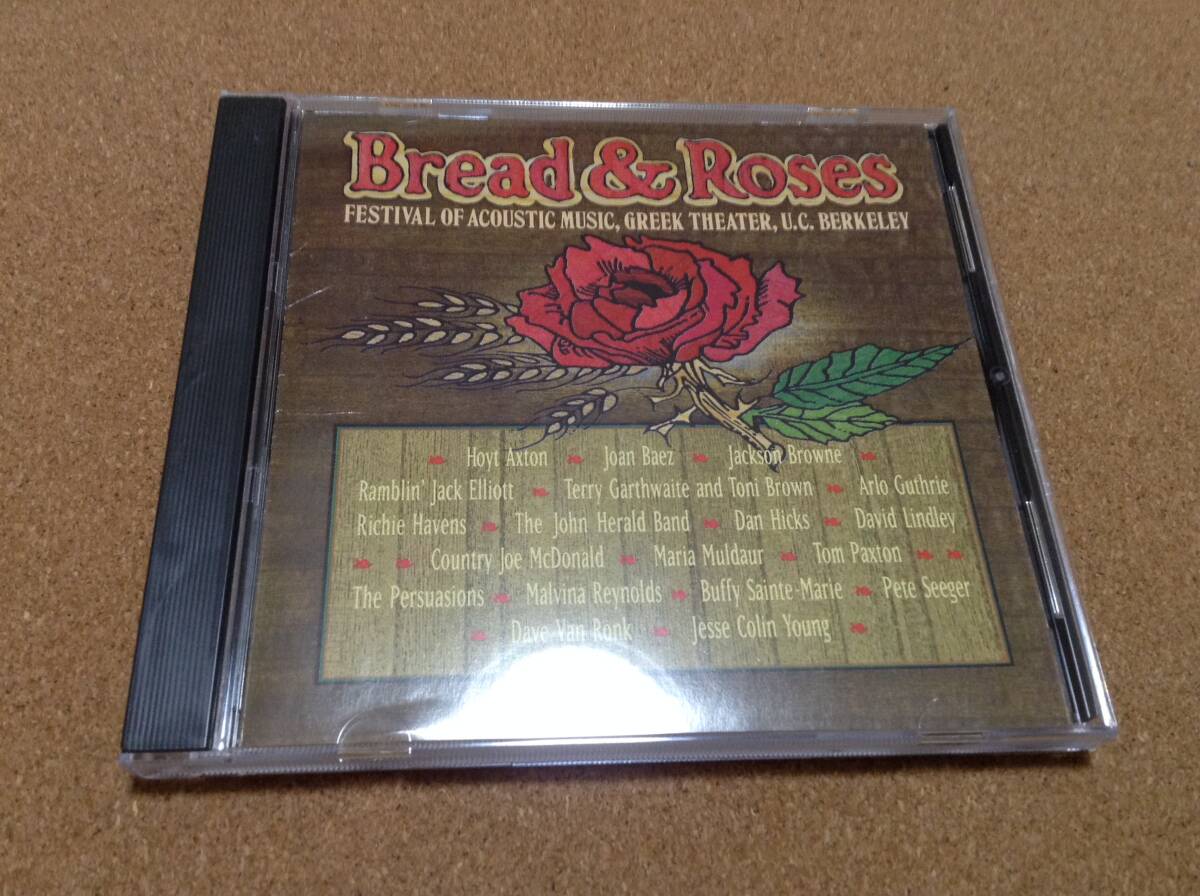 Bread & Roses
FESTIVAL OF ACOUSTIC MUSIC, GREEK THEATER, U.C. BERKELEY
Hoyt Axton Joan Baez Jackson Browne
Ramblin' Jack Elliott Terry Garthwaite and Toni Brown Arlo Guthrie
Richie Havens The John Herald Band Dan Hicks David Lindley
Country Joe McDonald Maria Muldaur Tom Paxton
The Persuasions Malvina Reynolds Buffy Sainte-Marie Pete Seeger
Dave Van Ronk Jesse Colin Young